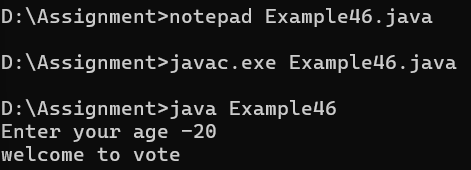 D:\Assignment>notepad Example46.java
D:\Assignment>javac.exe Example46.java
D:\Assignment>java Example46
Enter your age -20
welcome to vote